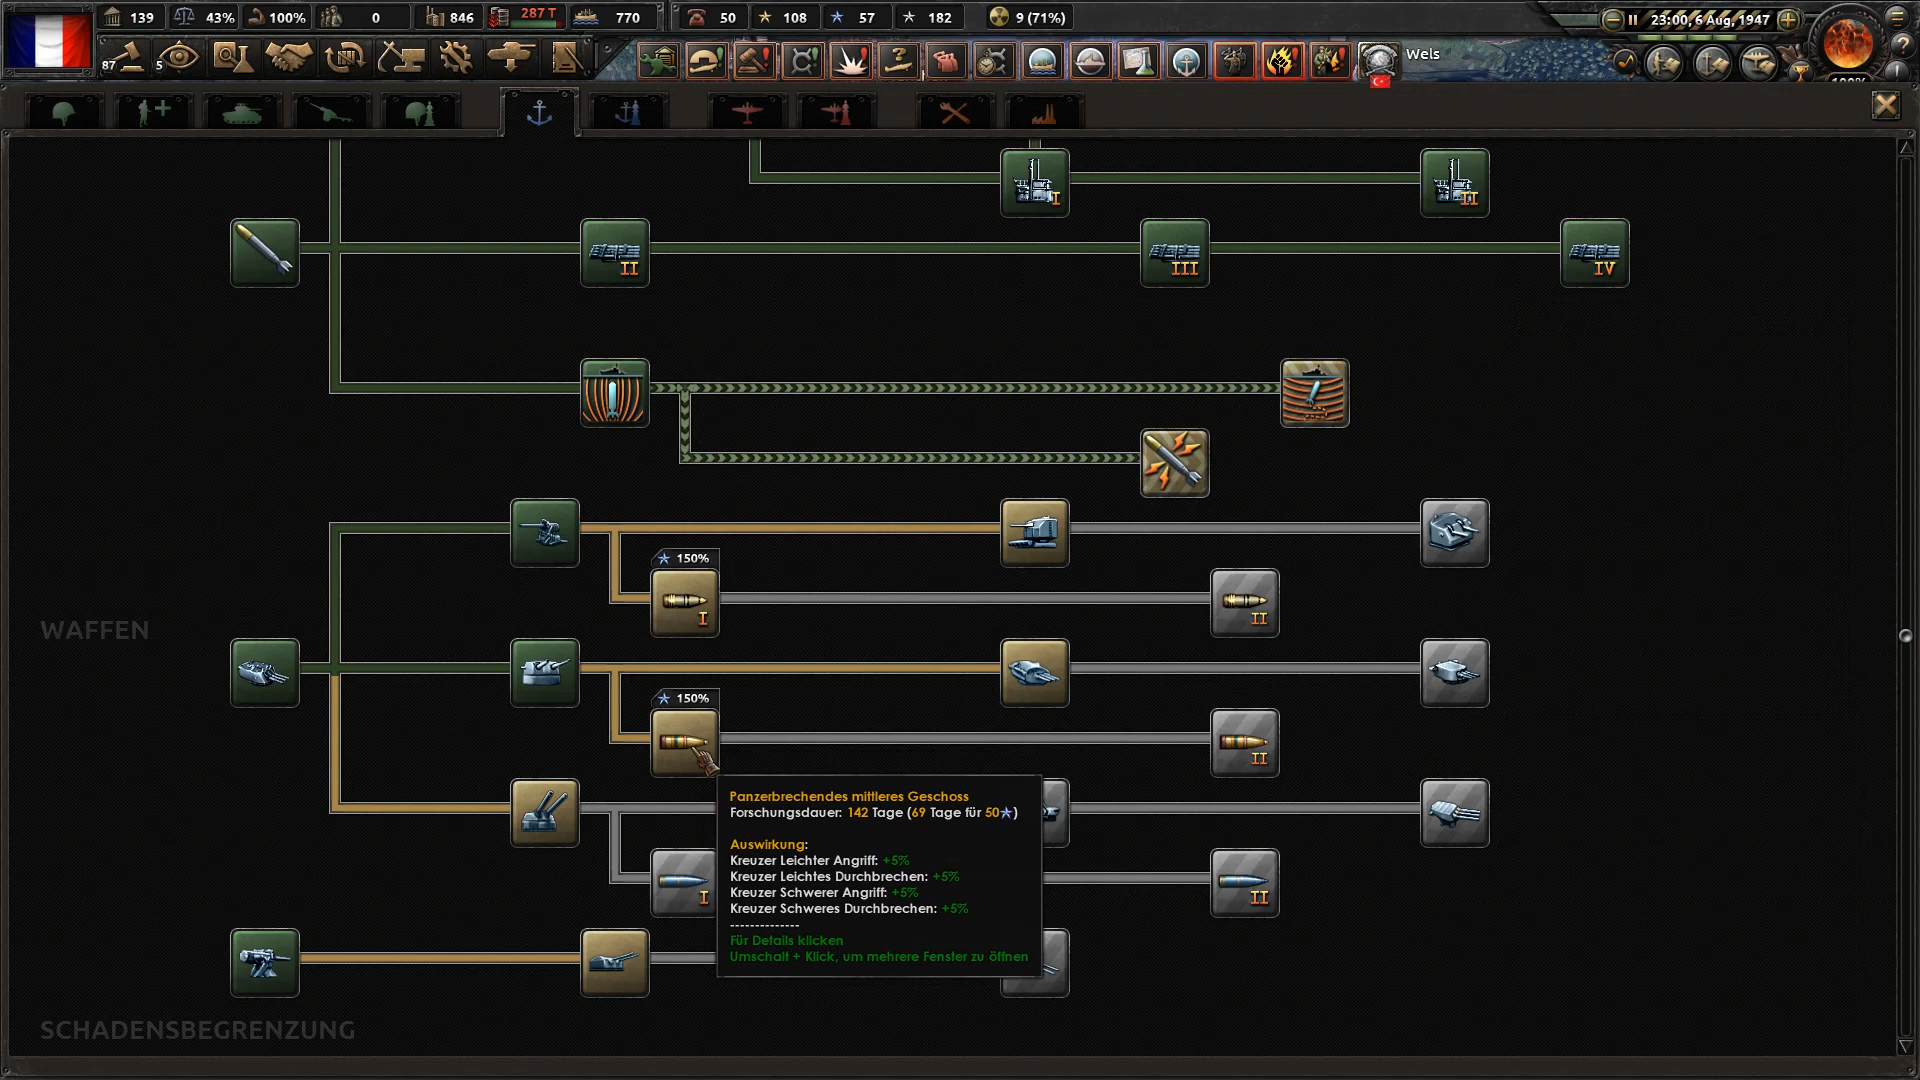 139
43%
100%
0
846
287 T
770
50
108
57
182
9 (71%)
23:00, 6 Aug, 1947
87
5
Wels
100%
I
II
II
III
IV
150%
I
II
WAFFEN
150%
II
Panzerbrechendes mittleres Geschoss
Forschungsdauer: 142 Tage (69 Tage für 50)
Auswirkung:
Kreuzer Leichter Angriff: +5%
Kreuzer Leichtes Durchbrechen: +5%
Kreuzer Schwerer Angriff: +5%
Kreuzer Schweres Durchbrechen: +5%
--------------
Für Details klicken
Umschalt + Klick, um mehrere Fenster zu öffnen
I
II
SCHADENSBEGRENZUNG